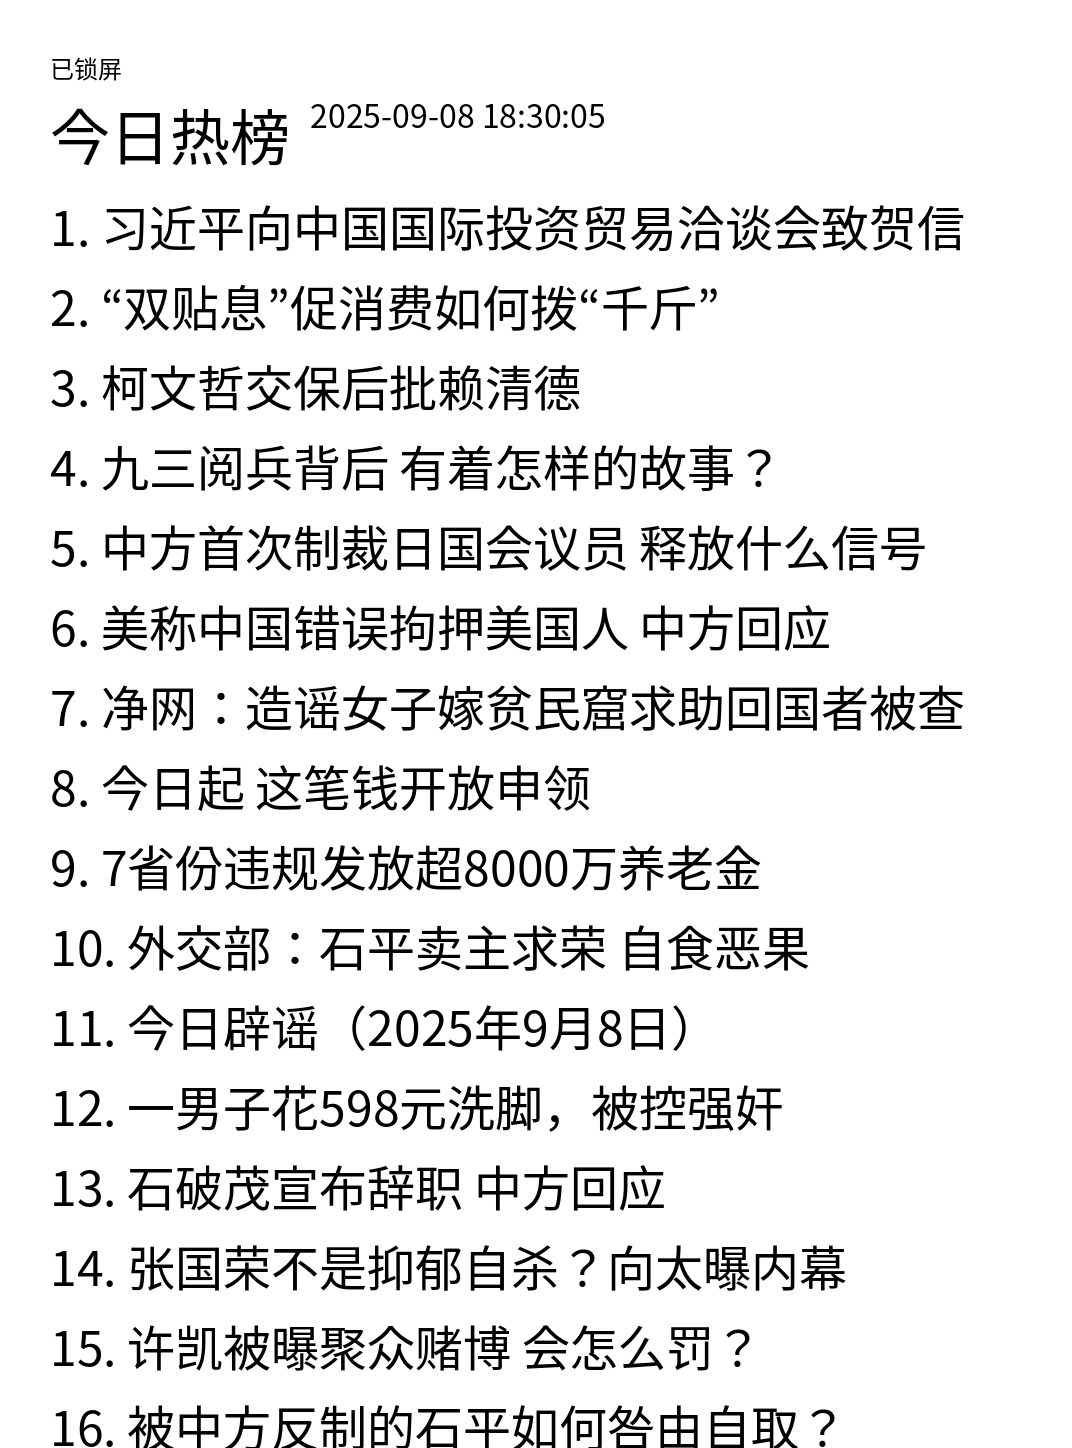 已锁屏
今日热榜 2025-09-08 18:30:05
1. 习近平向中国国际投资贸易洽谈会致贺信
2. “双贴息”促消费如何拨“千斤”
3. 柯文哲交保后批赖清德
4. 九三阅兵背后 有着怎样的故事？
5. 中方首次制裁日国会议员 释放什么信号
6. 美称中国错误拘押美国人 中方回应
7. 净网：造谣女子嫁贫民窟求助回国者被查
8. 今日起 这笔钱开放申领
9. 7省份违规发放超8000万养老金
10. 外交部：石平卖主求荣 自食恶果
11. 今日辟谣（2025年9月8日）
12. 一男子花598元洗脚，被控强奸
13. 石破茂宣布辞职 中方回应
14. 张国荣不是抑郁自杀？向太曝内幕
15. 许凯被曝聚众赌博 会怎么罚？
16. 被中方反制的石平如何咎由自取？